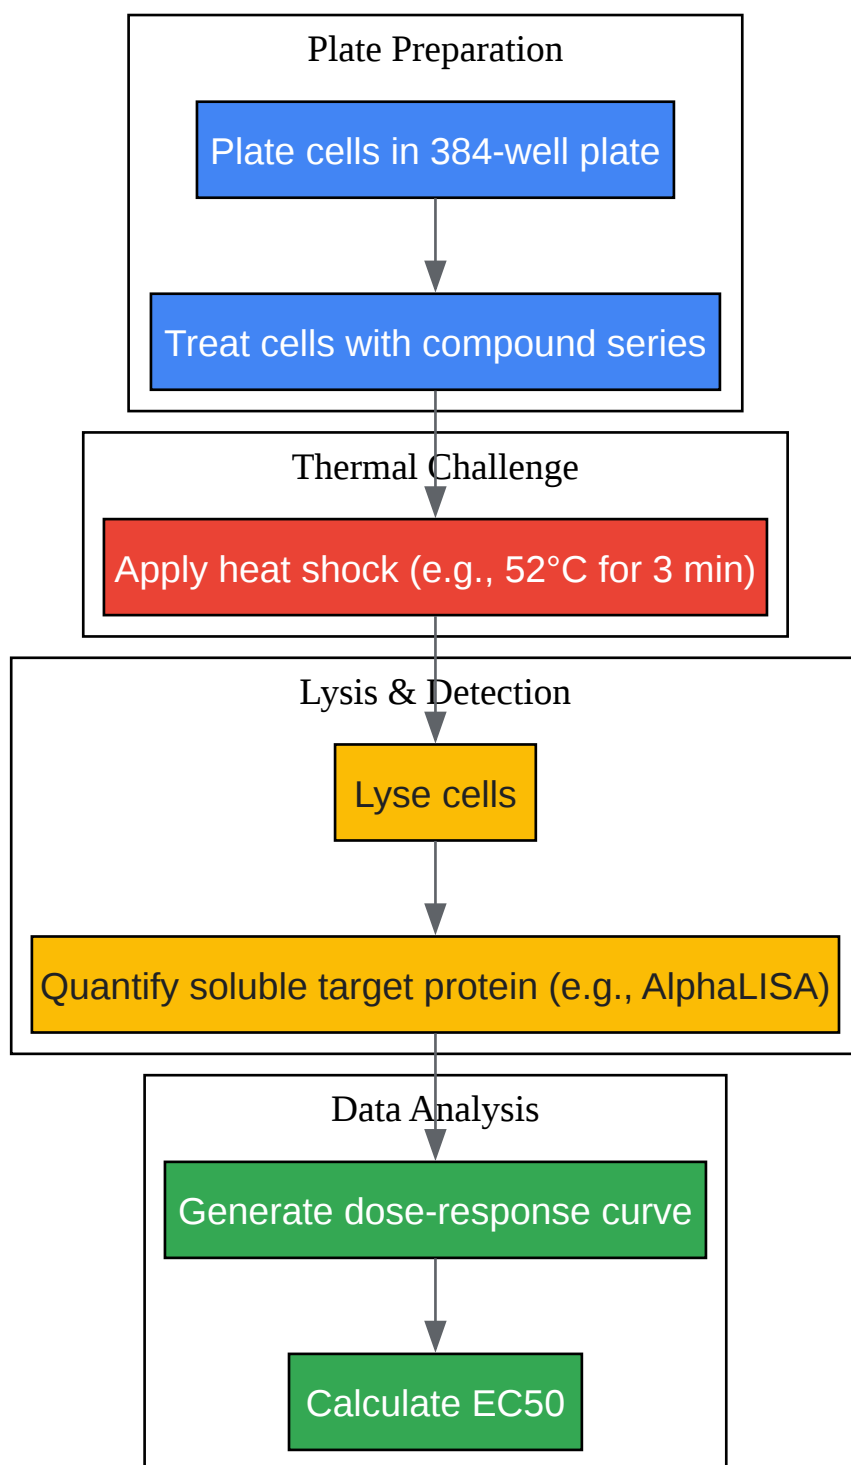 Plate Preparation
Plate cells in 384-well plate
Treat cells with compound series
Thermal Challenge
Apply heat shock (e.g., 52°C for 3 min)
Lysis & Detection
Lyse cells
Quantify soluble target protein (e.g., AlphaLISA)
Data Analysis
Generate dose-response curve
Calculate EC50